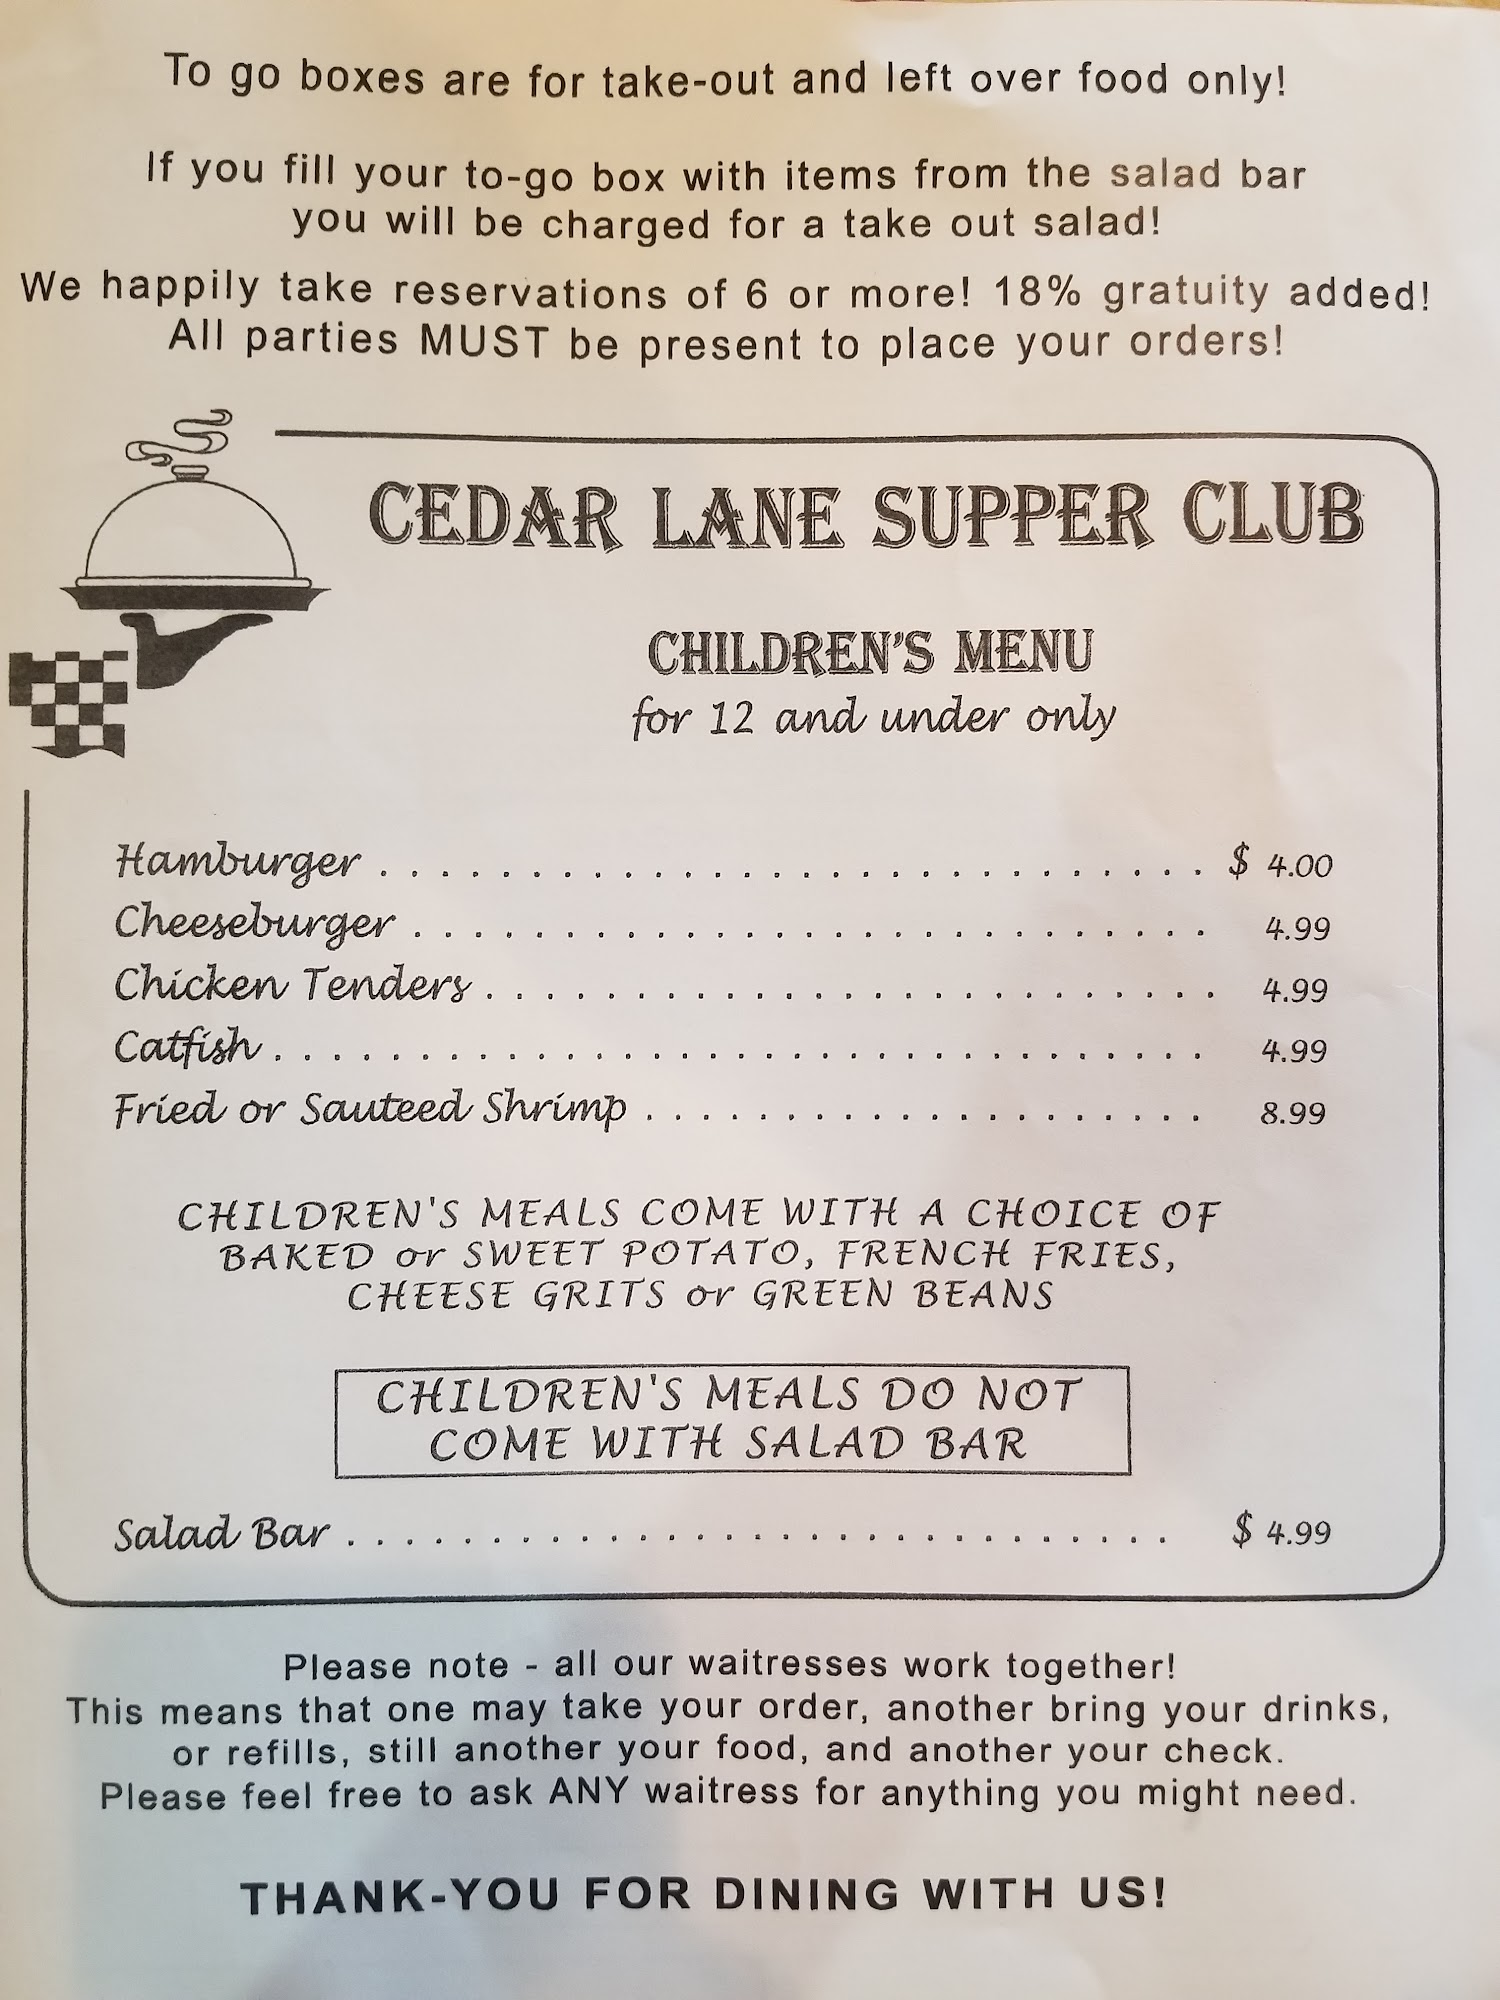 To go boxes are for take-out and left over food only!
If you fill your to-go box with items from the salad bar
you will be charged for a take out salad!
We happily take reservations of 6 or more! 18% gratuity added!
All parties MUST be present to place your orders!
CEDAR LANE SUPPER CLUB
CHILDREN'S MENU
for 12 and under only
Hamburger . . . . . . . . . . . . . . . . . . . . . . . . . . . . $ 4.00
Cheeseburger . . . . . . . . . . . . . . . . . . . . . . . . . . . 4.99
Chicken Tenders . . . . . . . . . . . . . . . . . . . . . . . . . 4.99
Catfish . . . . . . . . . . . . . . . . . . . . . . . . . . . . . . . . 4.99
Fried or Sauteed Shrimp . . . . . . . . . . . . . . . . . . . . 8.99
CHILDREN'S MEALS COME WITH A CHOICE OF
BAKED or SWEET POTATO, FRENCH FRIES,
CHEESE GRITS or GREEN BEANS
CHILDREN'S MEALS DO NOT
COME WITH SALAD BAR
Salad Bar . . . . . . . . . . . . . . . . . . . . . . . . . . . . . $ 4.99
Please note - all our waitresses work together!
This means that one may take your order, another bring your drinks,
or refills, still another your food, and another your check.
Please feel free to ask ANY waitress for anything you might need.
THANK-YOU FOR DINING WITH US!